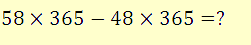 58 × 365 − 48 × 365 =?